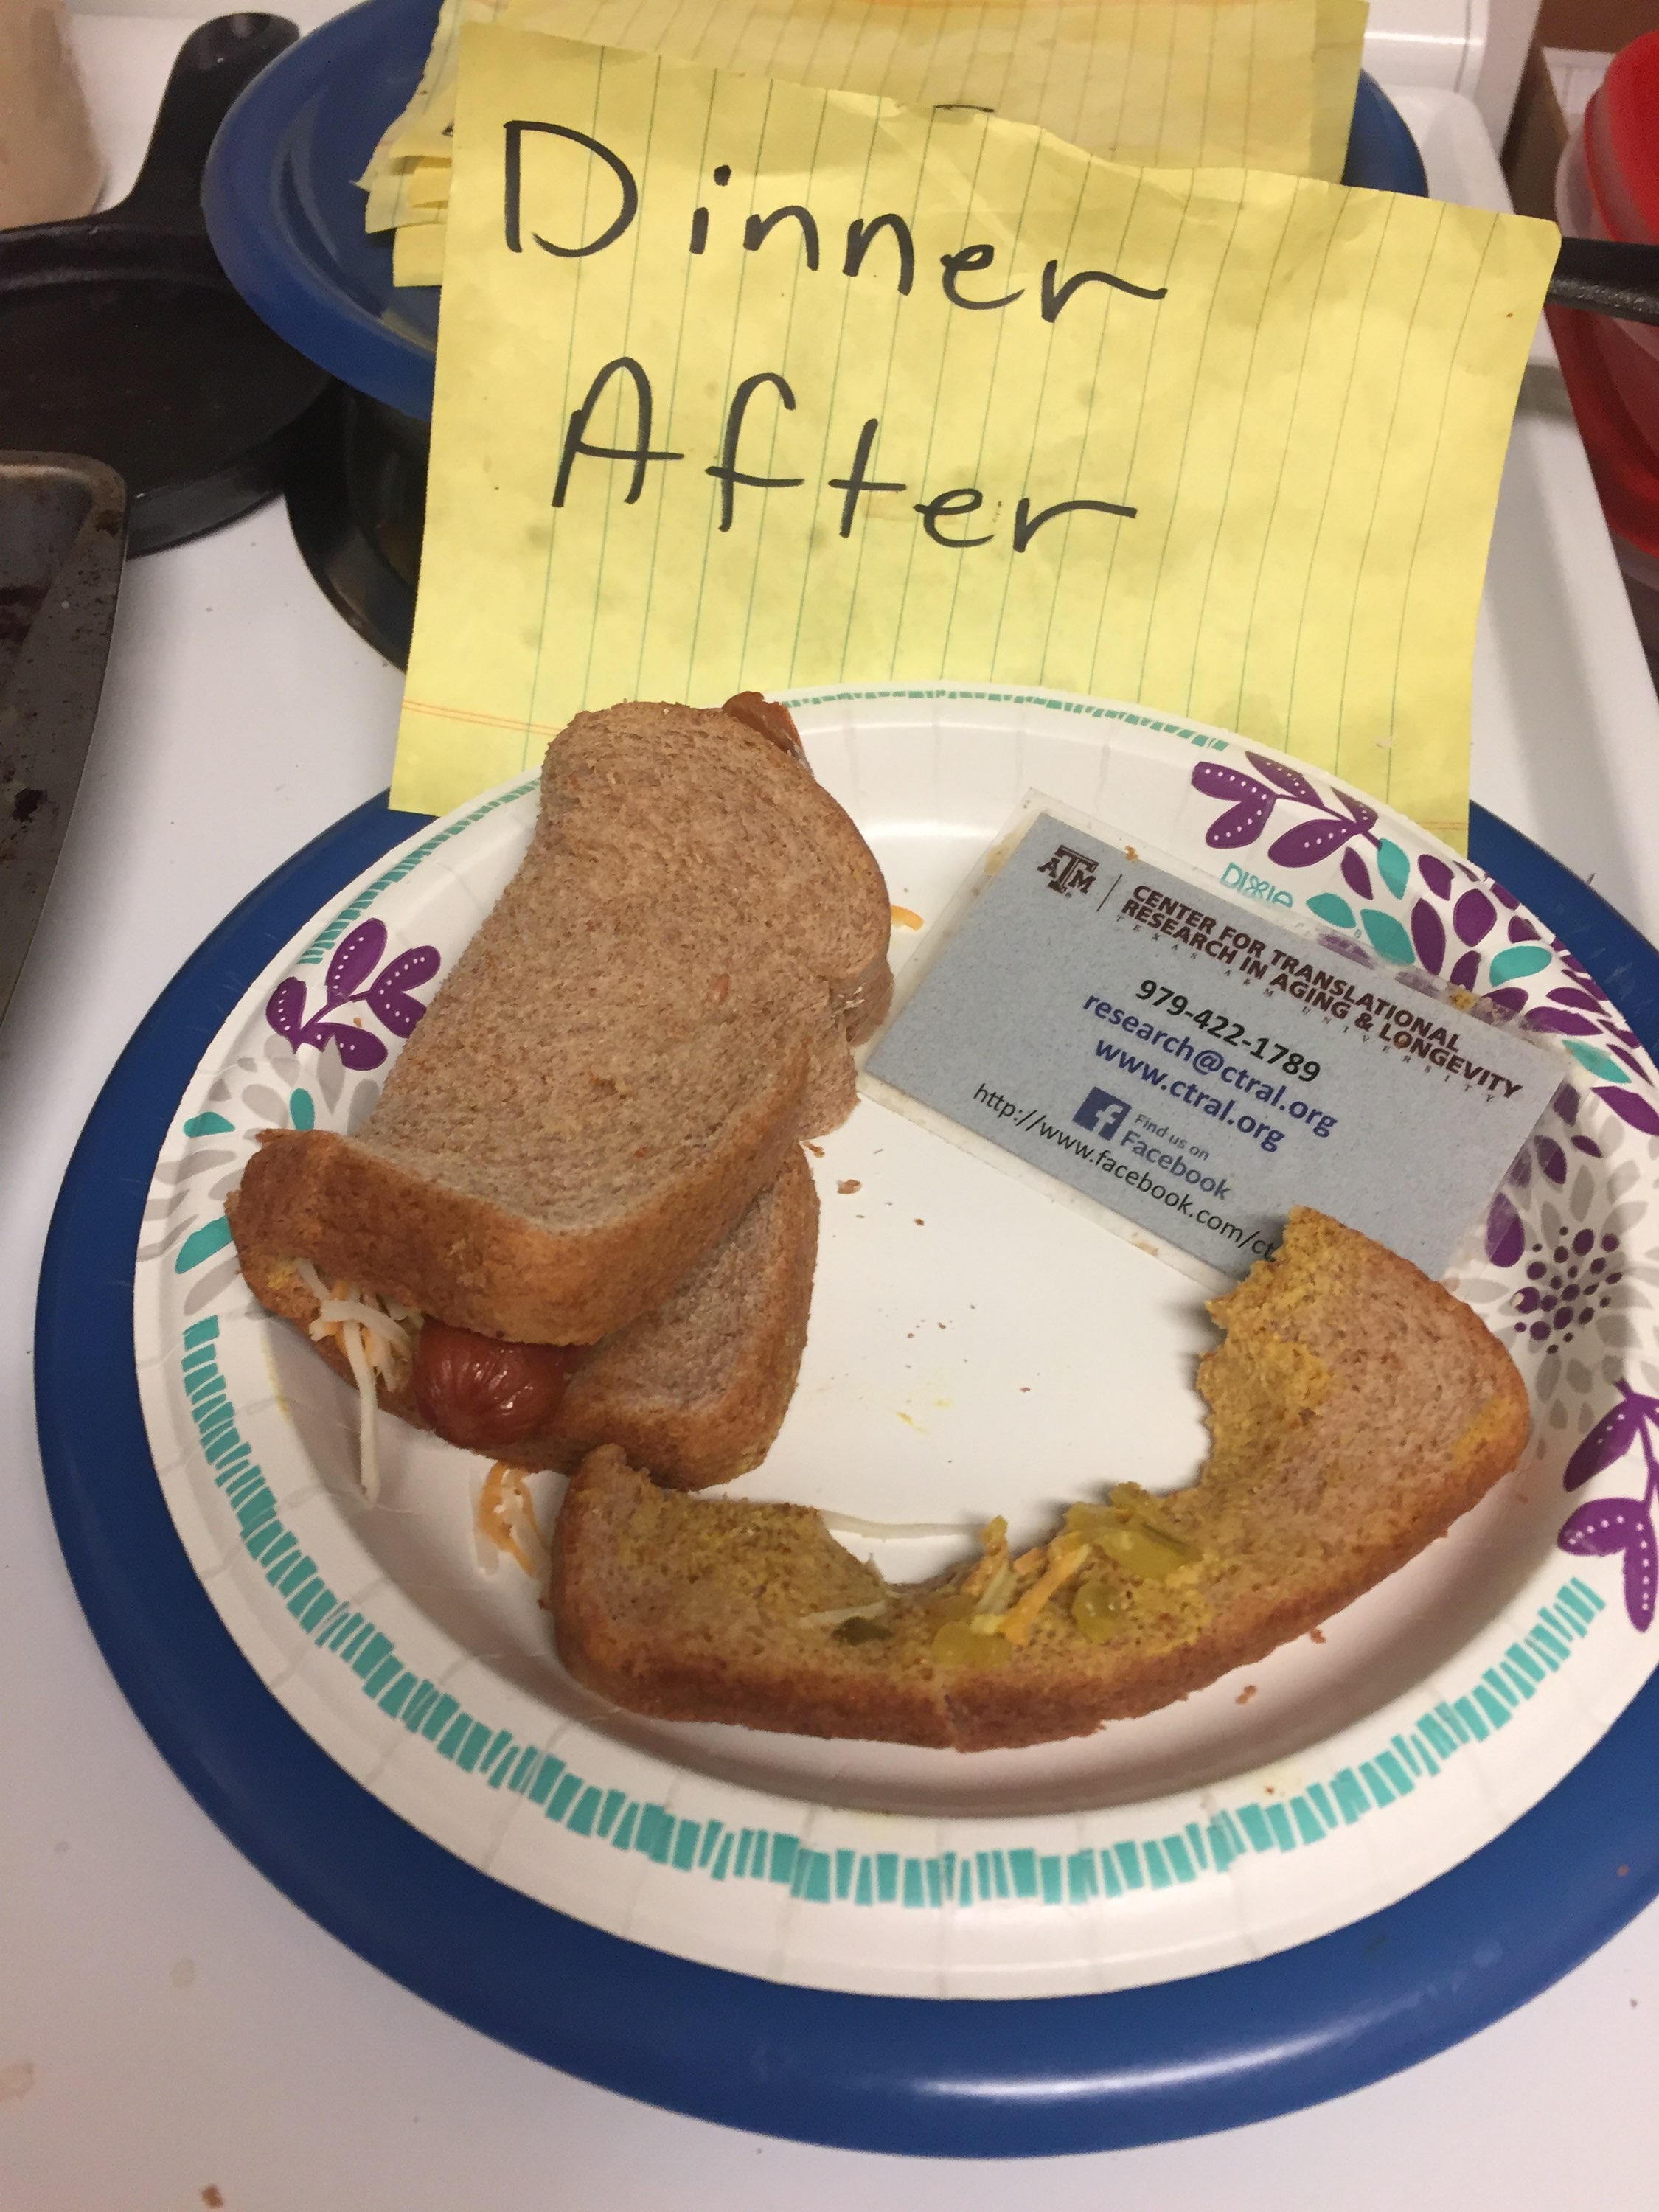 Dinner
After
DIXIE
ATM
CENTER FOR TRANSLATIONAL
RESEARCH IN AGING & LONGEVITY
TEXAS A&M UNIVERSITY
979-422-1789
research@ctral.org
www.ctral.org
Find us on
Facebook
http://www.facebook.com/ct